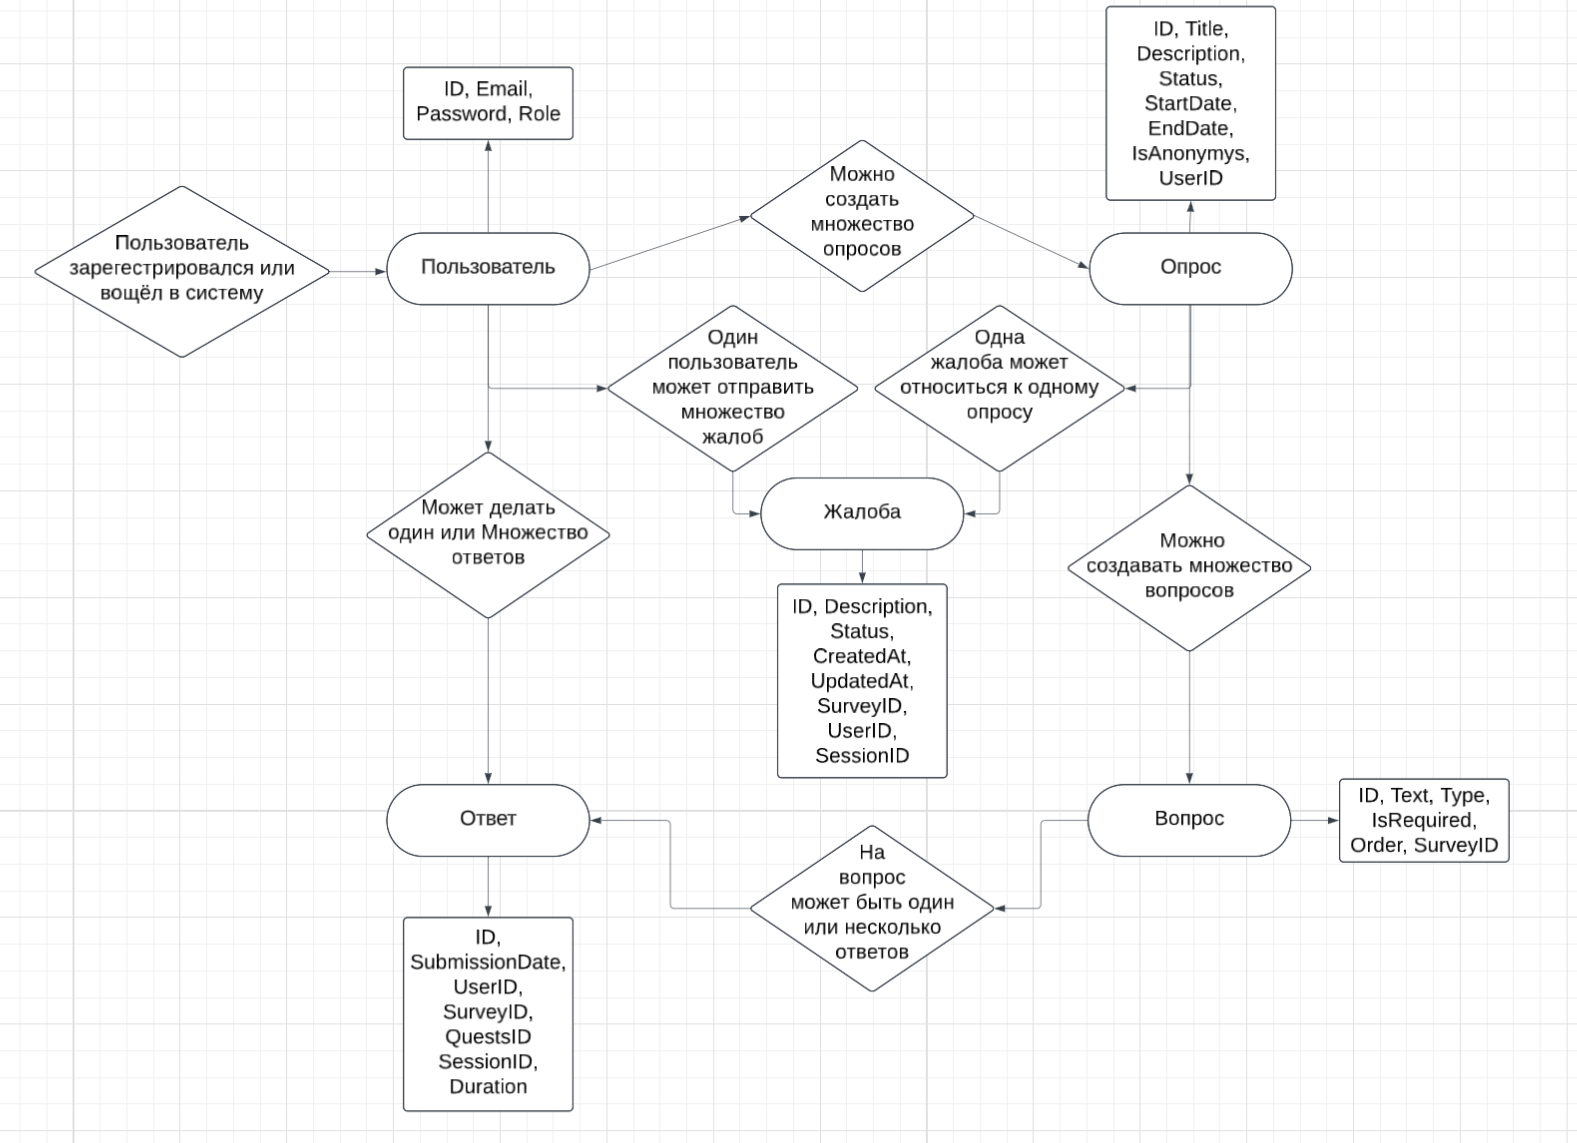 ID, Title,
Description,
Status,
StartDate,
EndDate,
IsAnonymys,
UserID
ID, Email,
Password, Role
Можно
создать
множество
опросов
Пользователь
зарегестрировался или
вошёл в систему
Пользователь
Опрос
Один
пользователь
может отправить
множество
жалоб
Одна
жалоба может
относиться к одному
опросу
Может делать
один или Множество
ответов
Жалоба
Можно
создавать множество
вопросов
ID, Description,
Status,
CreatedAt,
UpdatedAt,
SurveyID,
UserID,
SessionID
Ответ
Вопрос
ID, Text, Type,
IsRequired,
Order, SurveyID
На
вопрос
может быть один
или несколько
ответов
ID,
SubmissionDate,
UserID,
SurveyID,
QuestsID
SessionID,
Duration